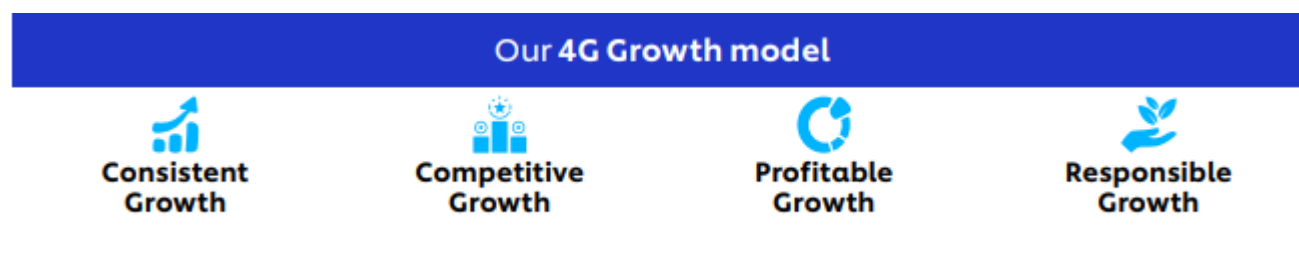 Our 4G Growth model
Consistent
Growth
Competitive
Growth
Profitable
Growth
Responsible
Growth